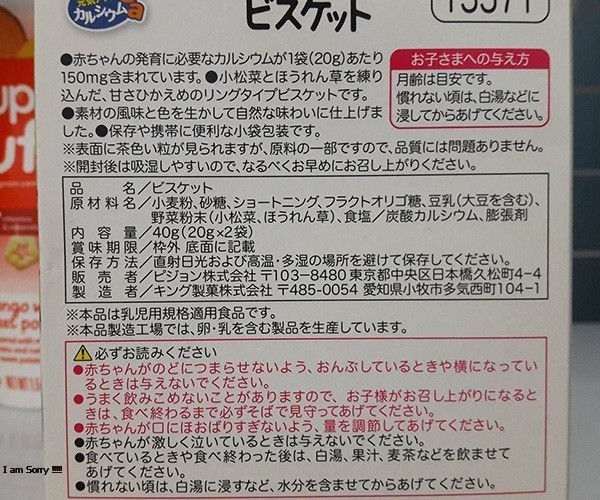 元気
カルシウム
a
ビスケット
●赤ちゃんの発育に必要なカルシウムが1袋(20g)あたり
150mg含まれています。●小松菜とほうれん草を練り
込んだ、甘さひかえめのリングタイプビスケットです。
●素材の風味と色を生かして自然な味わいに仕上げま
した。●保存や携帯に便利な小袋包装です。
お子さまへの与え方
月齢は目安です。
慣れない頃は、白湯などに
浸してからあげてください。
※表面に茶色い粒が見られますが、原料の一部ですので、品質には問題ありません。
※開封後は吸湿しやすいので、なるべくお早めにお召し上がりください。
品名/ビスケット
原材料名/小麦粉、砂糖、ショートニング、フラクトオリゴ糖、豆乳(大豆を含む)、
野菜粉末(小松菜、ほうれん草)、食塩/炭酸カルシウム、膨張剤
内容量/40g(20g×2袋)
賞味期限/枠外 底面に記載
保存方法/直射日光および高温・多湿の場所を避けて保存してください。
販売者/ピジョン株式会社 〒103-8480 東京都中央区日本橋久松町4-4
製造者/キング製菓株式会社 〒485-0054 愛知県小牧市多気西町104-1
※本品は乳児用規格適用食品です。
※本品製造工場では、卵・乳を含む製品を生産しています。
必ずお読みください
●赤ちゃんがのどにつまらせないよう、おんぶしているときや横になってい
るときは与えないでください。
●うまく飲みこめないことがありますので、お子様がお召し上がりになると
きは、食べ終わるまで必ずそばで見守ってあげてください。
●赤ちゃんが口にほおばりすぎないよう、量を調節してあげてください。
●赤ちゃんが激しく泣いているときは与えないでください。
●食べているときや食べ終わった後は、白湯、果汁、麦茶などを飲ませて
あげてください。
●慣れない頃は、白湯に浸すなど、水分を含ませてからあげてください。
I am Sorry !!!!!